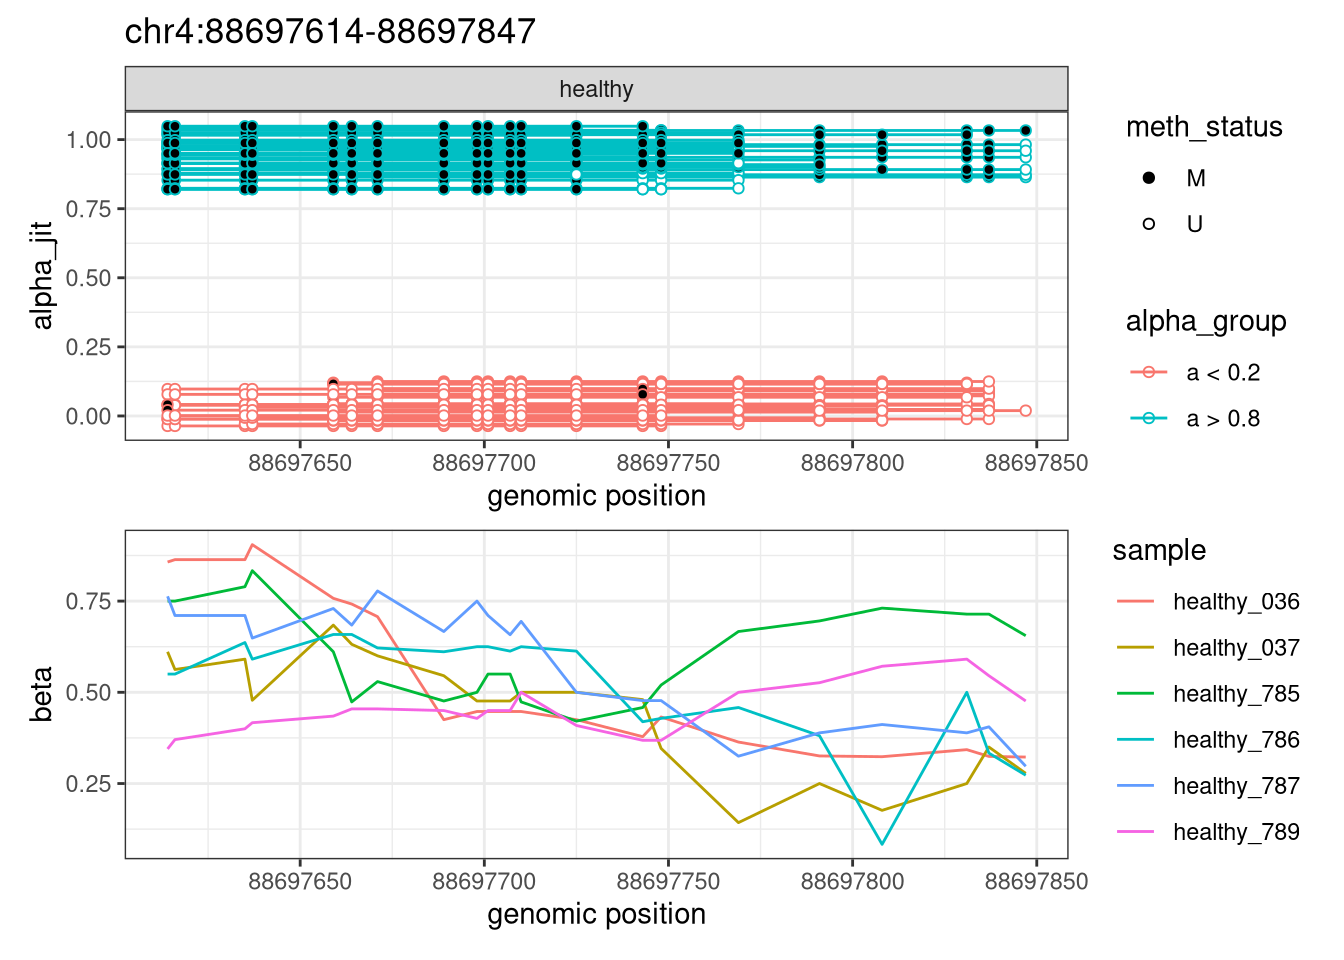 chr4:88697614-88697847
healthy
1.00
0.75
0.50
0.25
0.00
alpha_jit
88697650 88697700 88697750 88697800 88697850
genomic position
meth_status
M
U
alpha_group
a < 0.2
a > 0.8
0.75
0.50
0.25
beta
88697650 88697700 88697750 88697800 88697850
genomic position
sample
healthy_036
healthy_037
healthy_785
healthy_786
healthy_787
healthy_789